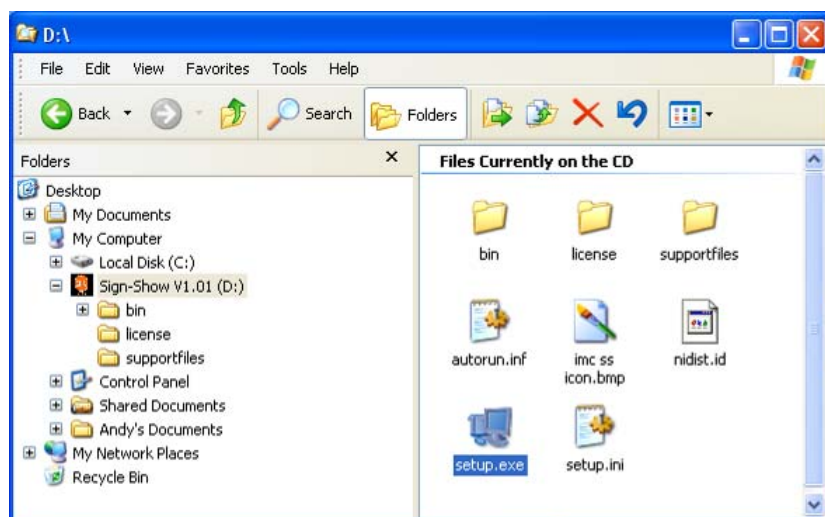 D:\
File Edit View Favorites Tools Help
Back Search Folders
Folders
Desktop
My Documents
My Computer
Local Disk (C:)
Sign-Show V1.01 (D:)
bin
license
supportfiles
Control Panel
Shared Documents
Andy's Documents
My Network Places
Recycle Bin
Files Currently on the CD
bin license supportfiles
autorun.inf imc ss nidist.id
icon.bmp
setup.exe setup.ini